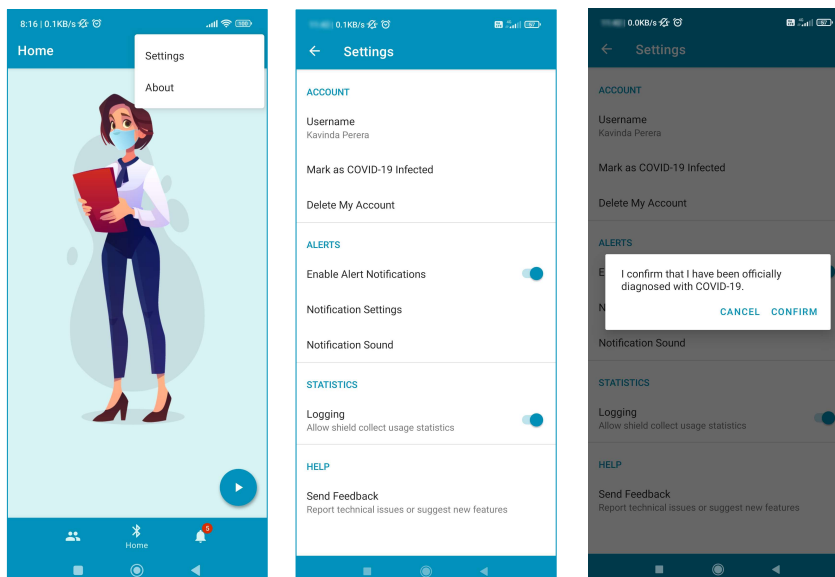 8:16 | 0.1KB/s
100
Home
Settings
About
5
Home
0.1KB/s
Settings
ACCOUNT
Username
Kavinda Perera
Mark as COVID-19 Infected
Delete My Account
ALERTS
Enable Alert Notifications
Notification Settings
Notification Sound
STATISTICS
Logging
Allow shield collect usage statistics
HELP
Send Feedback
Report technical issues or suggest new features
0.0KB/s
Settings
ACCOUNT
Username
Kavinda Perera
Mark as COVID-19 Infected
Delete My Account
ALERTS
E
I confirm that I have been officially
diagnosed with COVID-19.
N
CANCEL CONFIRM
Notification Sound
STATISTICS
Logging
Allow shield collect usage statistics
HELP
Send Feedback
Report technical issues or suggest new features